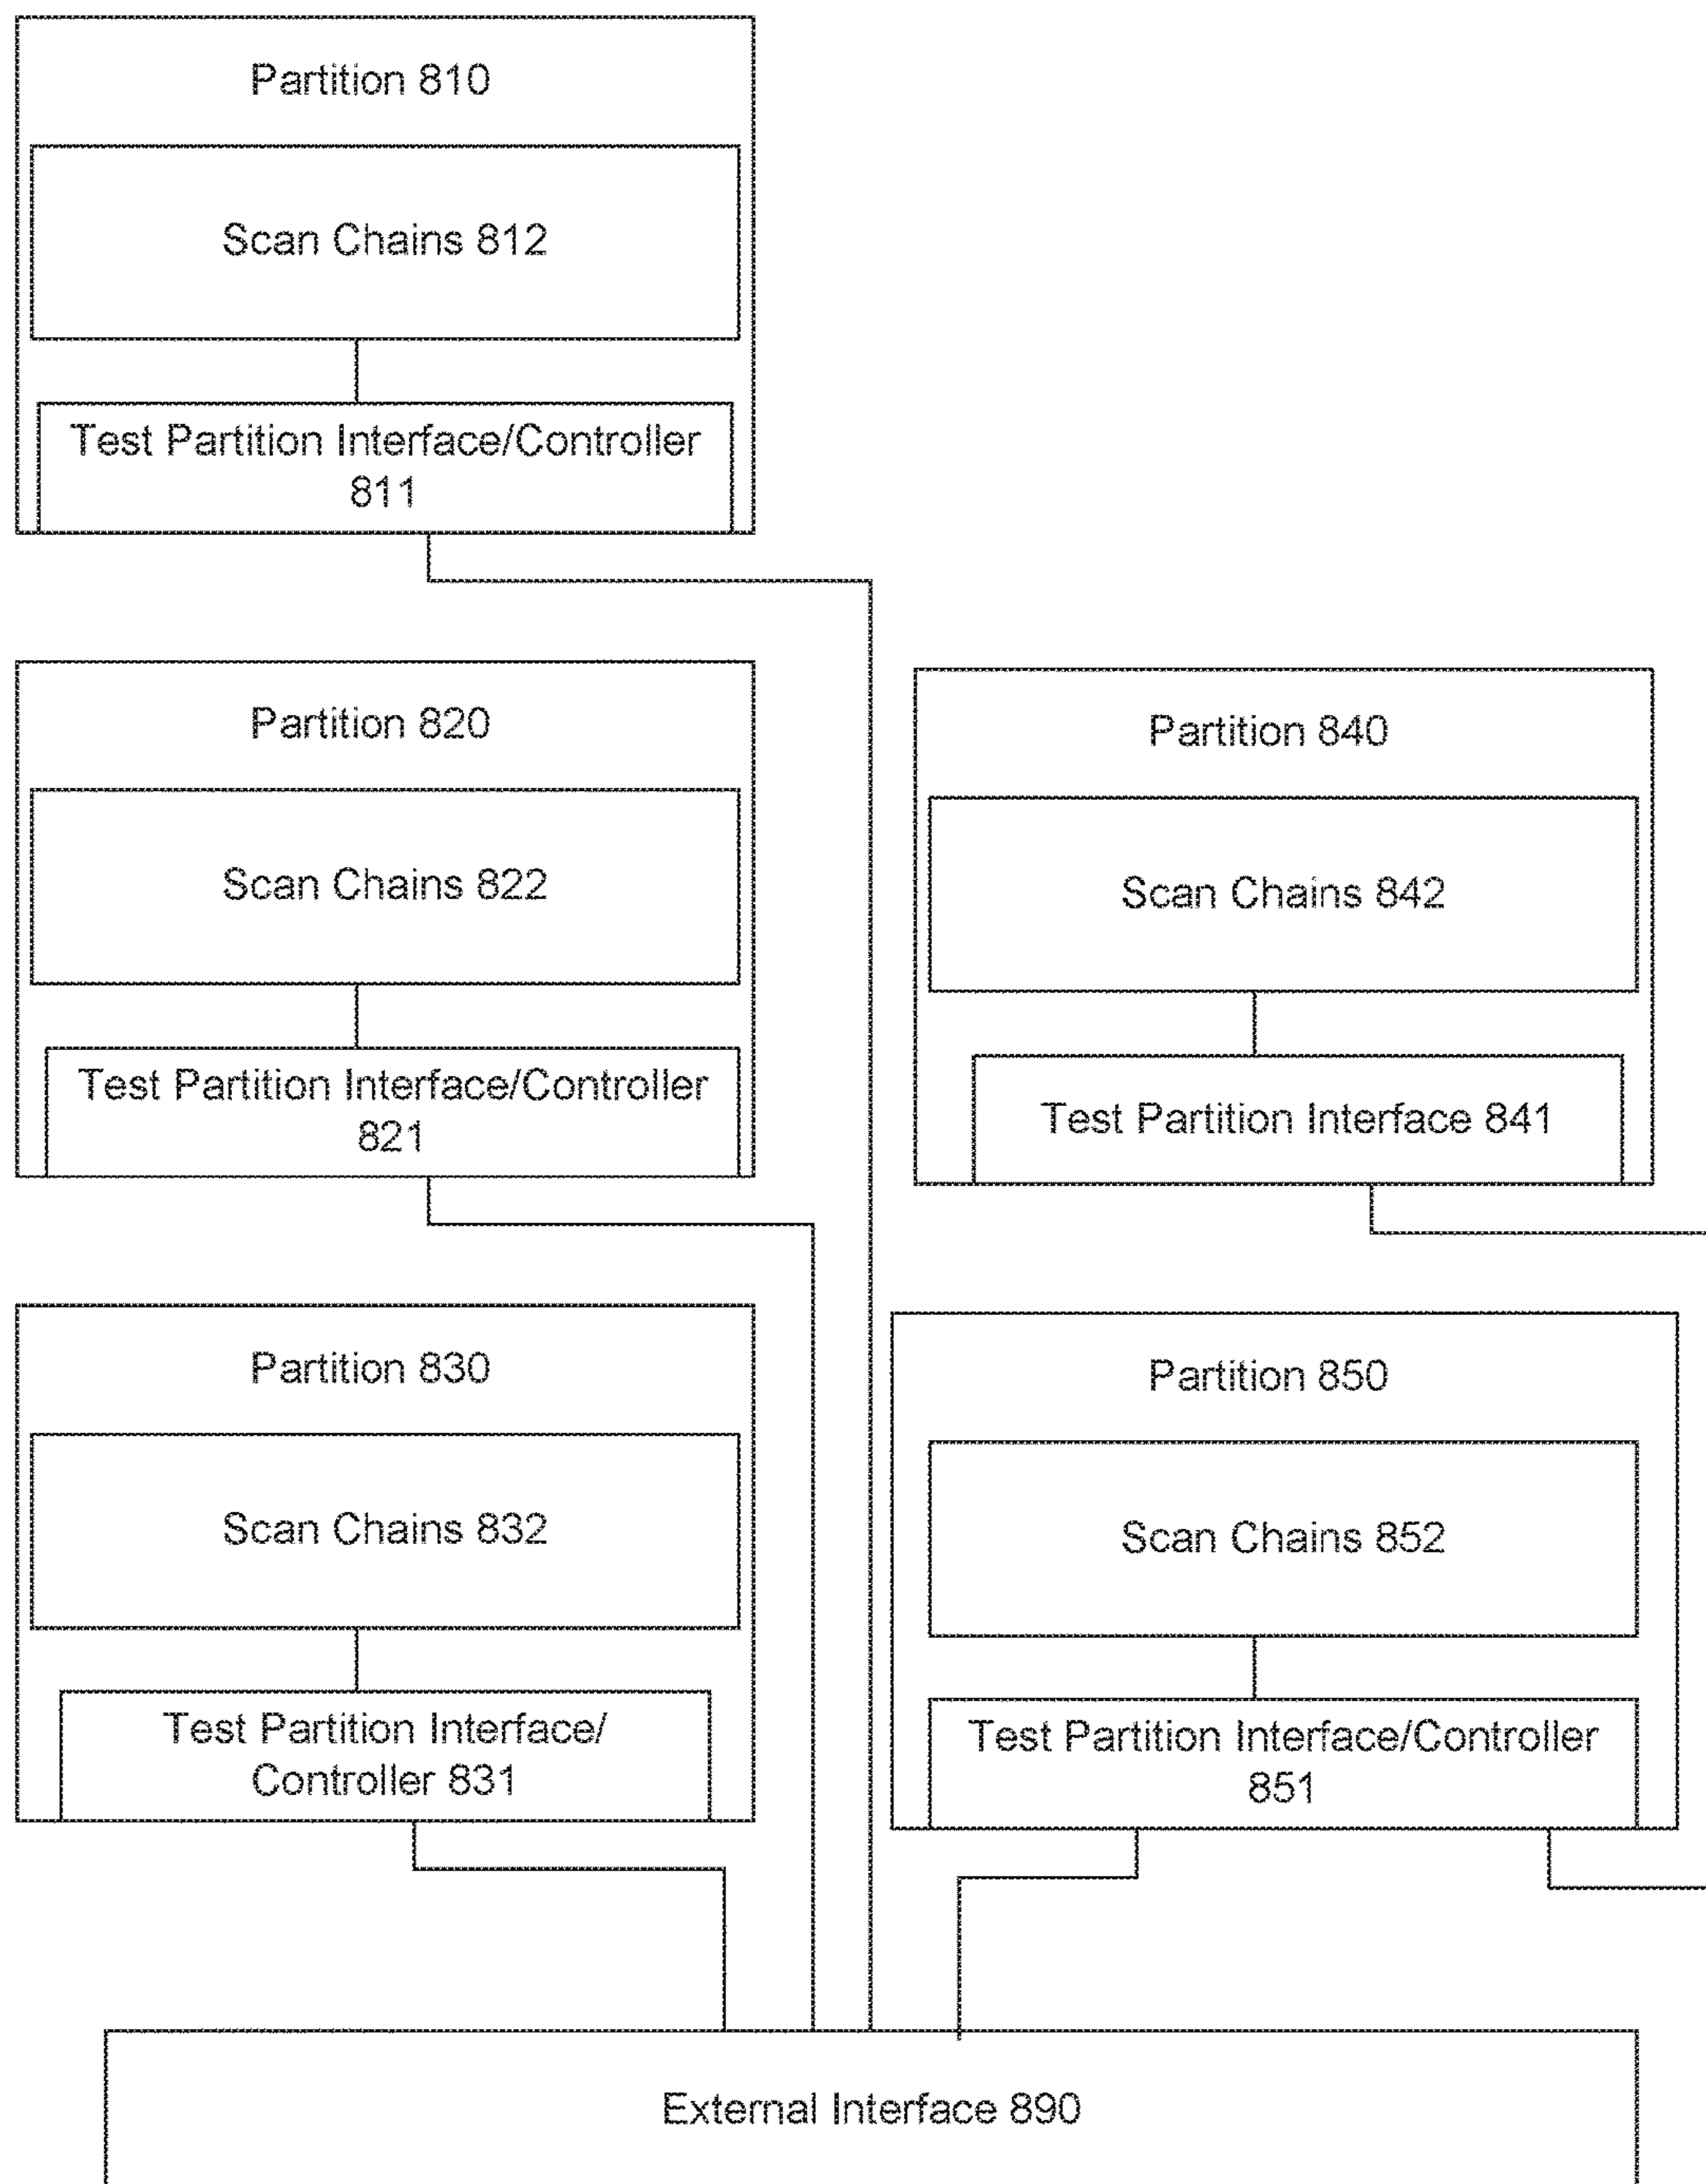 Partition 810
Scan Chains 812
Test Partition Interface/Controller
811
Partition 820
Scan Chains 822
Test Partition Interface/Controller
821
Partition 840
Scan Chains 842
Test Partition Interface 841
Partition 830
Scan Chains 832
Test Partition Interface/
Controller 831
Partition 850
Scan Chains 852
Test Partition Interface/Controller
851
External Interface 890